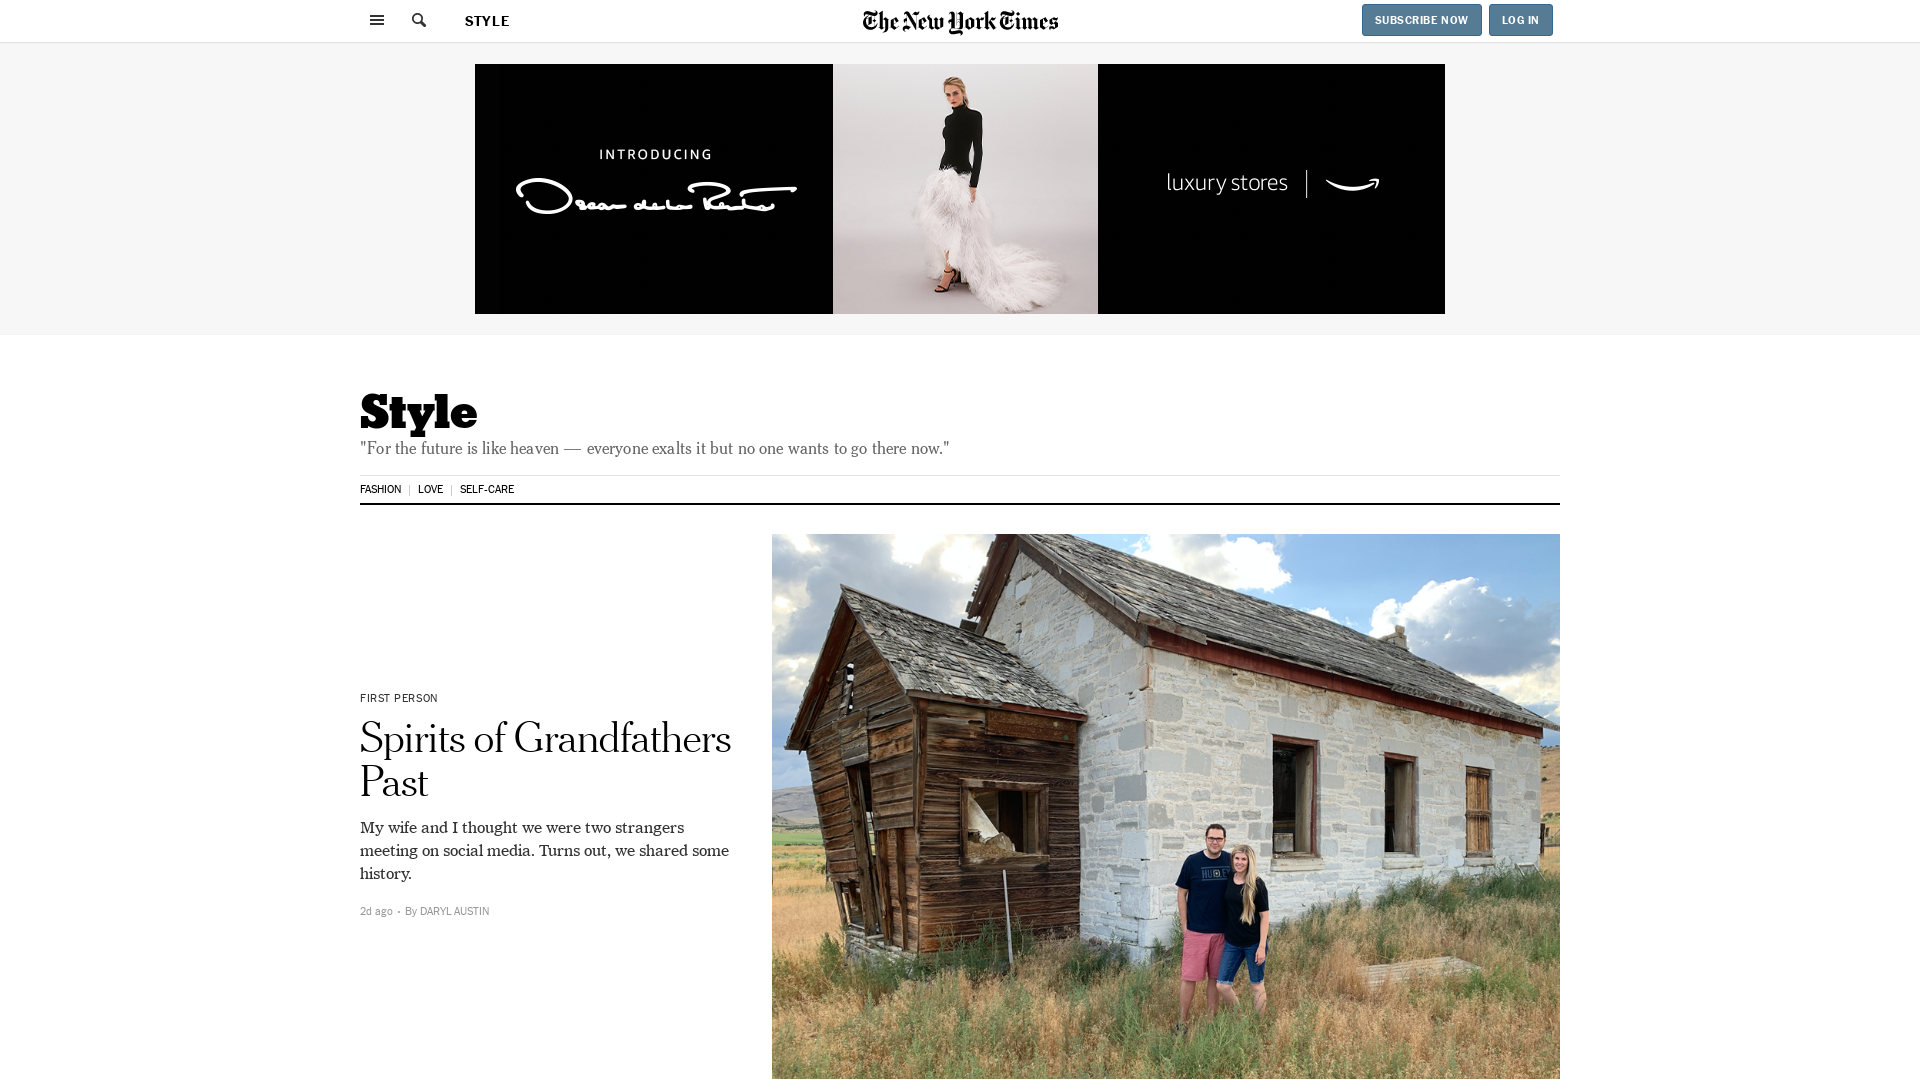 STYLE
The New York Times
SUBSCRIBE NOW
LOG IN
INTRODUCING
Oscar de la Renta
luxury stores
Style
"For the future is like heaven — everyone exalts it but no one wants to go there now."
FASHION
LOVE
SELF-CARE
FIRST PERSON
Spirits of Grandfathers
Past
My wife and I thought we were two strangers
meeting on social media. Turns out, we shared some
history.
2d ago • By DARYL AUSTIN